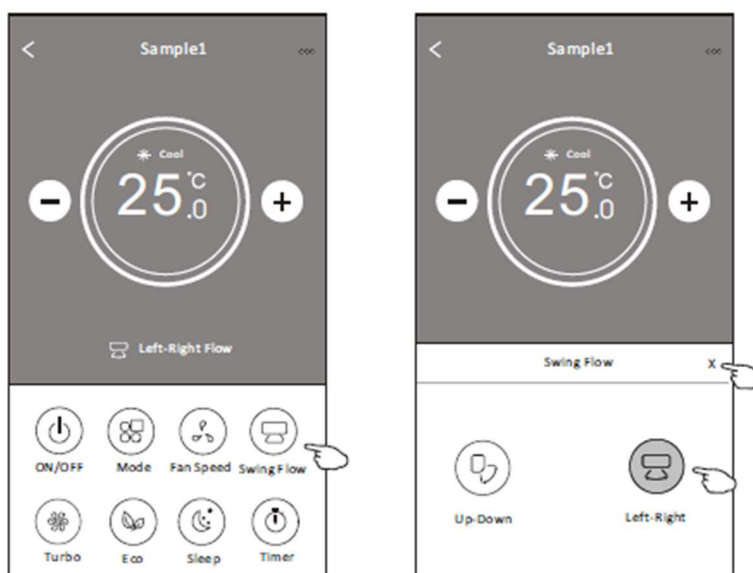 Sample1
Cool
25.0 °C
Left-Right Flow
ON/OFF Mode Fan Speed Swing Flow
Turbo Eco Sleep Timer
Sample1
Cool
25.0 °C
Swing Flow X
Up-Down Left-Right